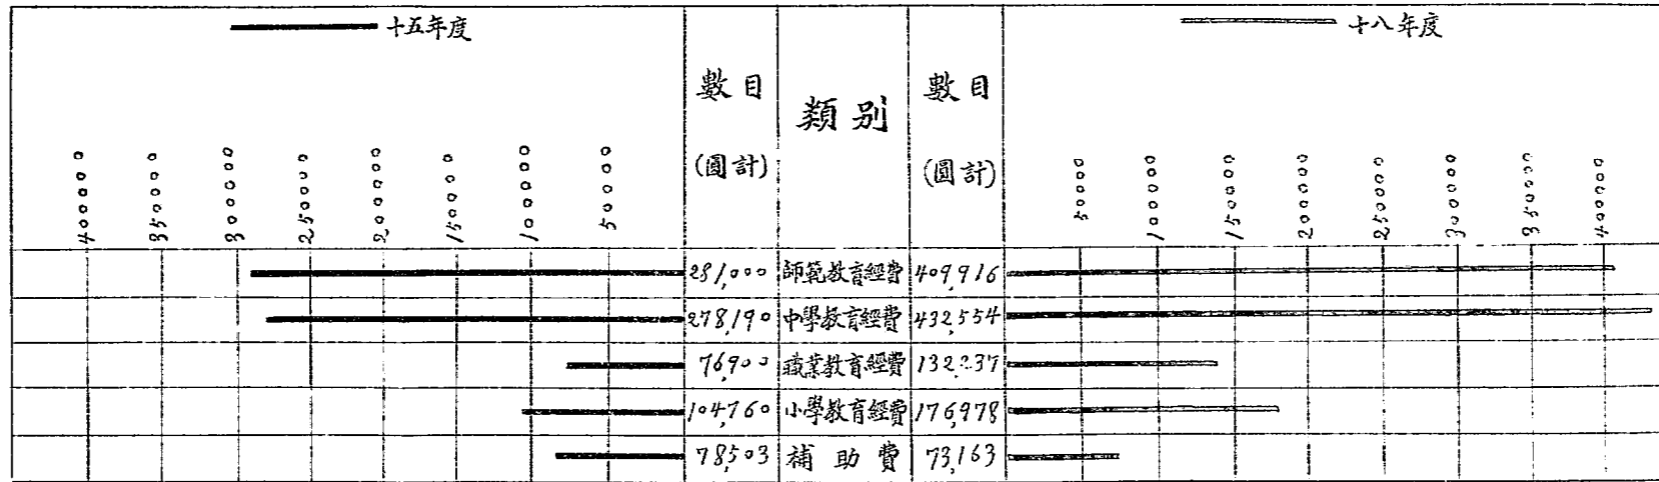 十五年度
十八年度
數目
(圓計)
類別
數目
(圓計)
400000 350000 300000 250000 200000 150000 100000 50000
50000 100000 150000 200000 250000 300000 350000 400000
281,000 師範教育經費 409,916
278,190 中學教育經費 432,554
76,900 職業教育經費 132,237
104,760 小學教育經費 176,978
78,503 補助費 73,163